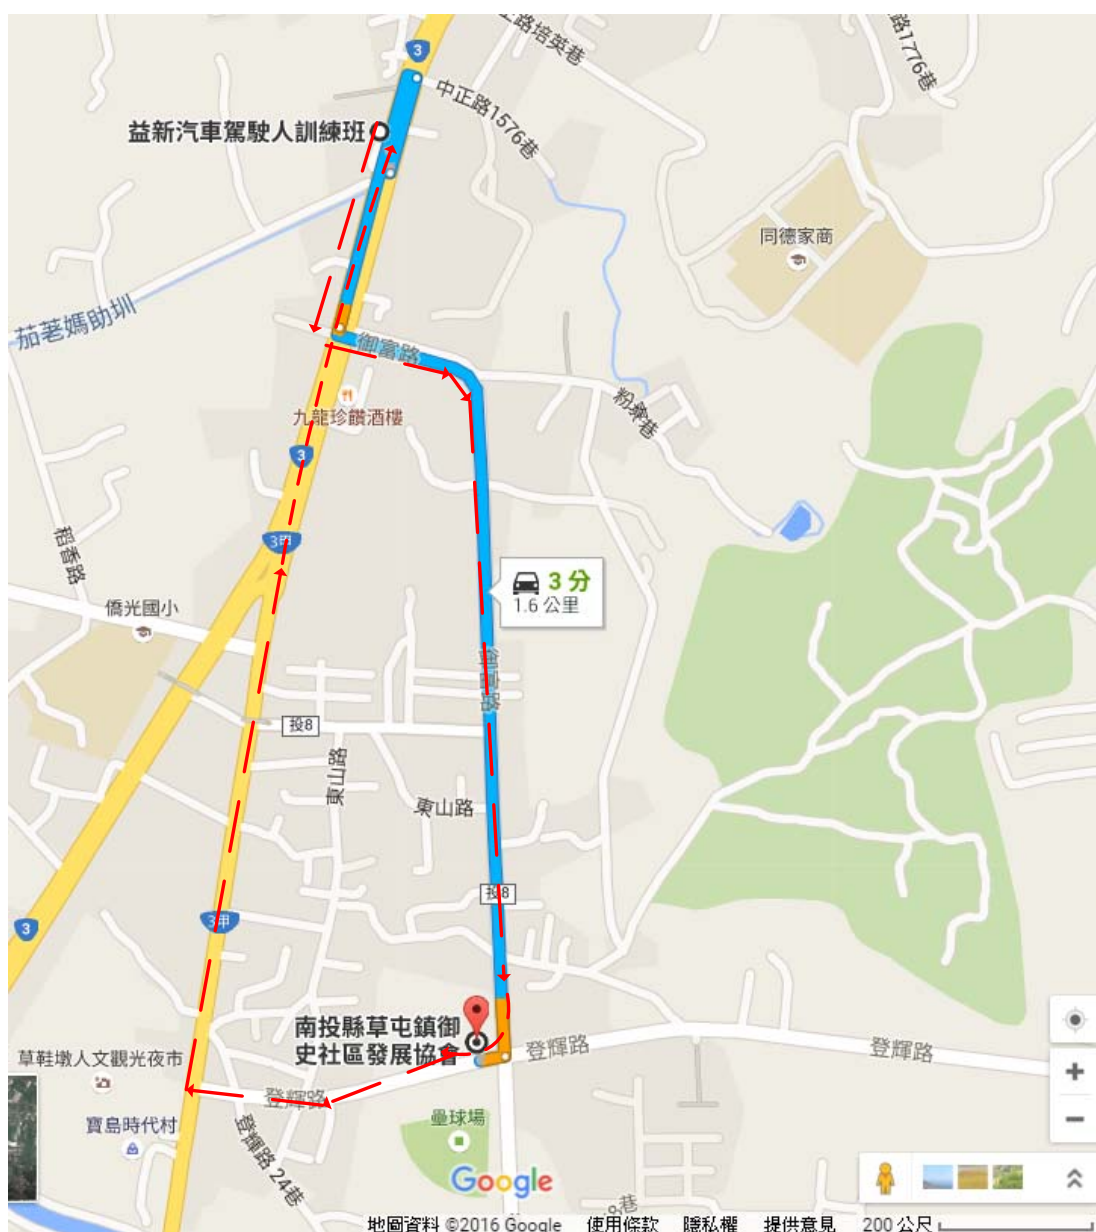 3
路培英巷
路1776巷
中正路1576巷
益新汽車駕駛人訓練班
同德家商
茄荖媽助圳
御富路
九龍珍饌酒樓
粉寮巷
3
3甲
稻香路
3 分
1.6 公里
僑光國小
御富路
投8
東山路
東山路
投8
3甲
3
南投縣草屯鎮御
史社區發展協會
登輝路
登輝路
草鞋墩人文觀光夜市
登輝路
寶島時代村
壘球場
登輝路 24巷
Google
地圖資料 ©2016 Google 使用條款 隱私權 提供意見 200 公尺